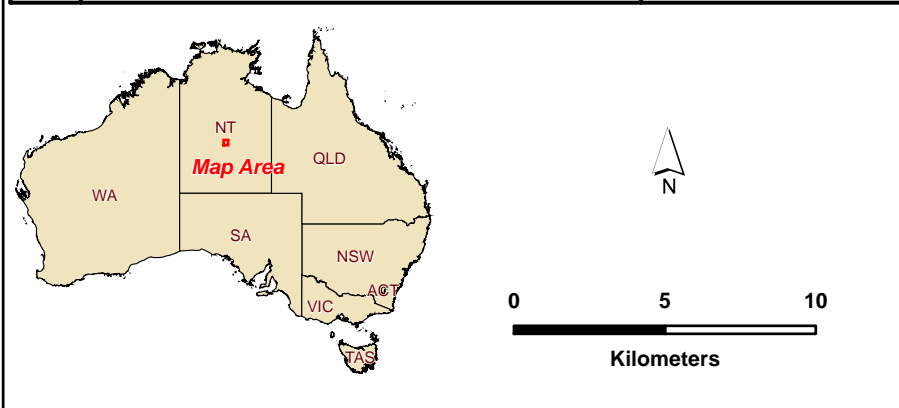 NT
Map Area
QLD
WA
SA
NSW
ACT
VIC
TAS
N
0 5 10
Kilometers